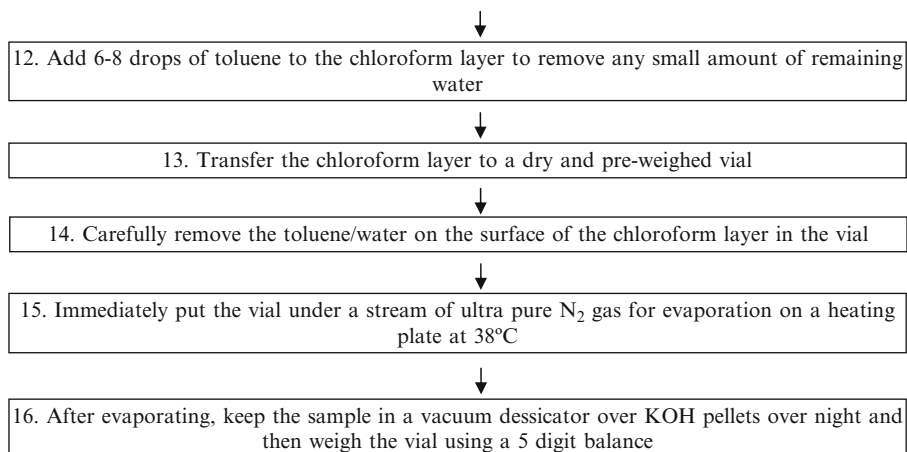 12. Add 6-8 drops of toluene to the chloroform layer to remove any small amount of remaining
water
13. Transfer the chloroform layer to a dry and pre-weighed vial
14. Carefully remove the toluene/water on the surface of the chloroform layer in the vial
15. Immediately put the vial under a stream of ultra pure N₂ gas for evaporation on a heating
plate at 38ºC
16. After evaporating, keep the sample in a vacuum dessicator over KOH pellets over night and
then weigh the vial using a 5 digit balance